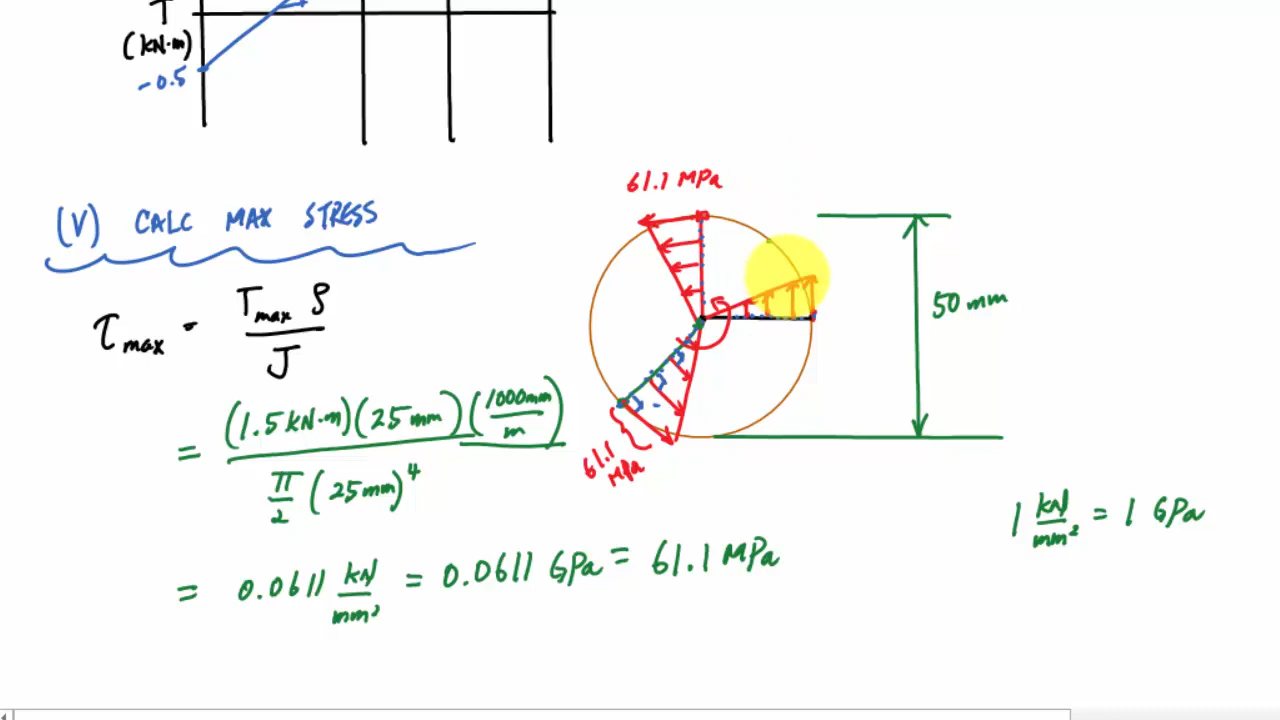 T
(kN·m)
-0.5
(V) CALC MAX STRESS
61.1 MPa
50 mm
τmax = Tmax ρ / J
= (1.5 kN·m)(25 mm)(1000mm/m) / π/2 (25mm)⁴
61.1 MPa
1 kN/mm² = 1 GPa
= 0.0611 kN/mm² = 0.0611 GPa = 61.1 MPa